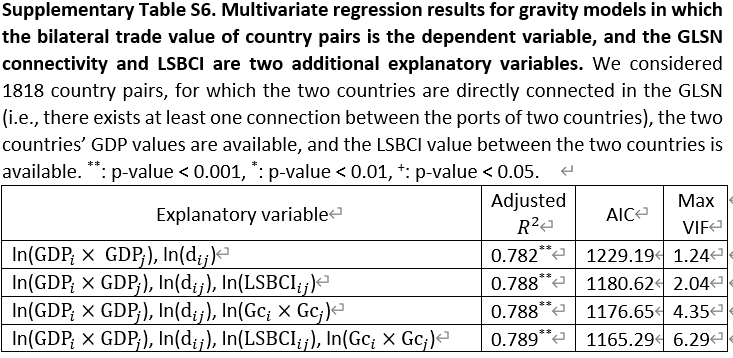 Supplementary Table S6. Multivariate regression results for gravity models in which
the bilateral trade value of country pairs is the dependent variable, and the GLSN
connectivity and LSBCI are two additional explanatory variables. We considered
1818 country pairs, for which the two countries are directly connected in the GLSN
(i.e., there exists at least one connection between the ports of two countries), the two
countries’ GDP values are available, and the LSBCI value between the two countries is
available. **: p-value < 0.001, *: p-value < 0.01, +: p-value < 0.05.
Explanatory variable Adjusted R² AIC Max VIF
ln(GDPᵢ × GDPⱼ), ln(dᵢⱼ) 0.782** 1229.19 1.24
ln(GDPᵢ × GDPⱼ), ln(dᵢⱼ), ln(LSBCIᵢⱼ) 0.788** 1180.62 2.04
ln(GDPᵢ × GDPⱼ), ln(dᵢⱼ), ln(Gcᵢ × Gcⱼ) 0.788** 1176.65 4.35
ln(GDPᵢ × GDPⱼ), ln(dᵢⱼ), ln(LSBCIᵢⱼ), ln(Gcᵢ × Gcⱼ) 0.789** 1165.29 6.29